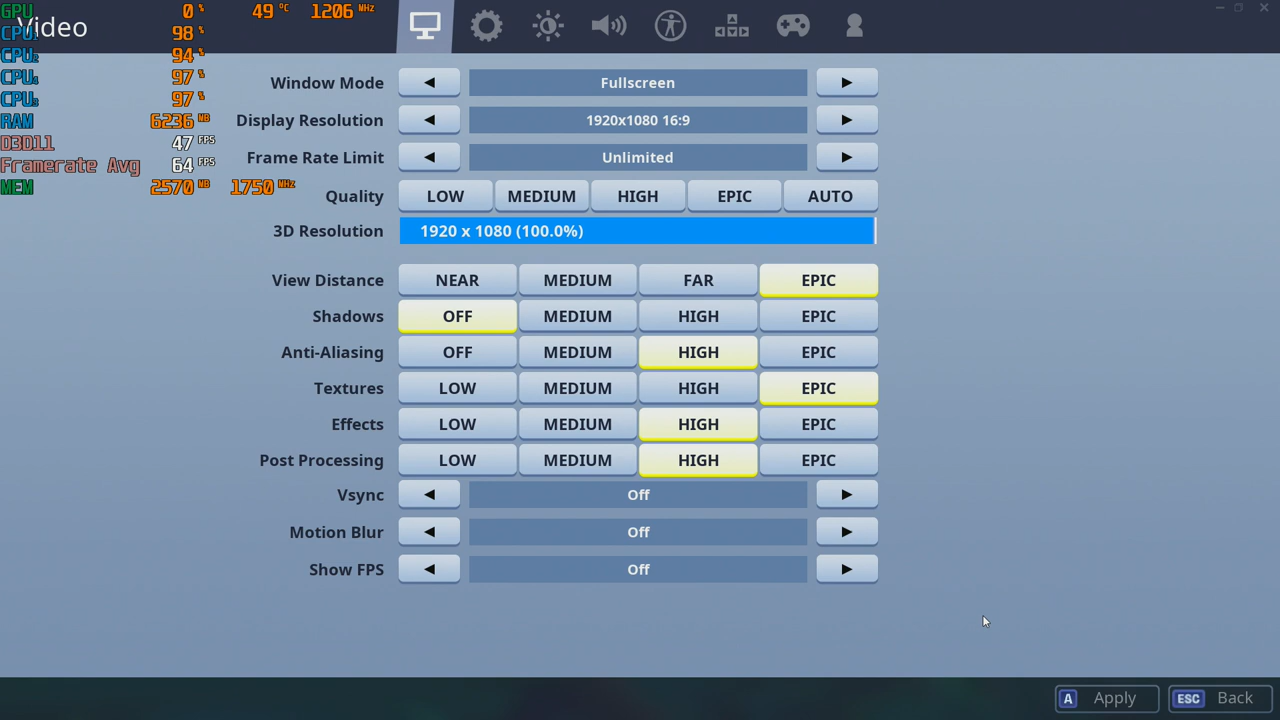 GPU 0 % 49 °C 1206 MHz
Video
CPU1 98 %
CPU2 94 %
CPU4 97 %
CPU3 97 %
RAM 6236 MB
D3D11 47 FPS
Framerate Avg 64 FPS
MEM 2570 MB 1750 MHz
Window Mode Fullscreen
Display Resolution 1920x1080 16:9
Frame Rate Limit Unlimited
Quality LOW MEDIUM HIGH EPIC AUTO
3D Resolution 1920 x 1080 (100.0%)
View Distance NEAR MEDIUM FAR EPIC
Shadows OFF MEDIUM HIGH EPIC
Anti-Aliasing OFF MEDIUM HIGH EPIC
Textures LOW MEDIUM HIGH EPIC
Effects LOW MEDIUM HIGH EPIC
Post Processing LOW MEDIUM HIGH EPIC
Vsync Off
Motion Blur Off
Show FPS Off
A Apply ESC Back